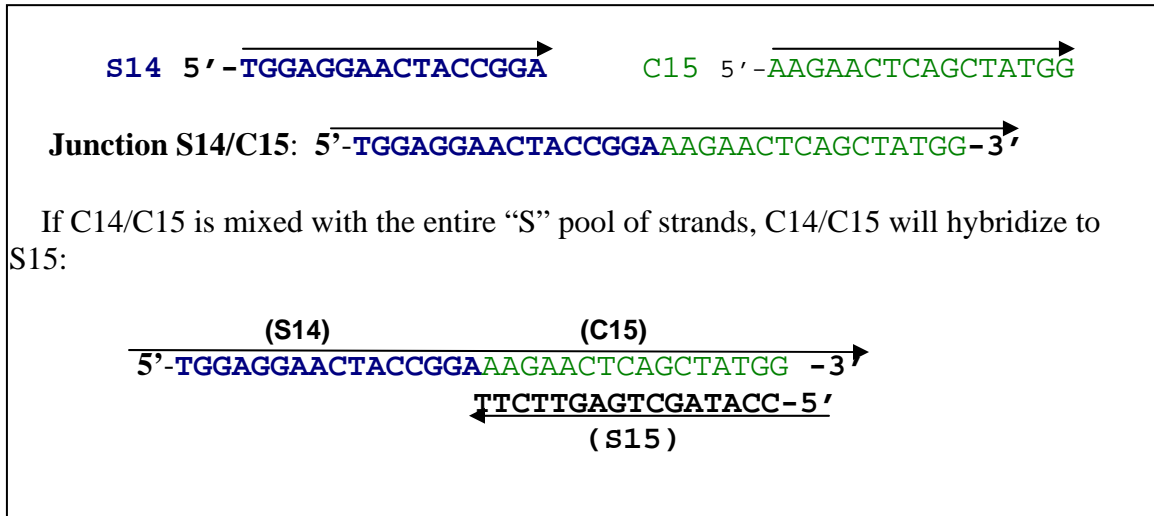 S14 5'-TGGAGGAACTACCGGA C15 5'-AAGAACTCAGCTATGG
Junction S14/C15: 5'-TGGAGGAACTACCGGAAAGAACTCAGCTATGG-3'
If C14/C15 is mixed with the entire “S” pool of strands, C14/C15 will hybridize to
S15:
(S14) (C15)
5'-TGGAGGAACTACCGGAAAGAACTCAGCTATGG -3'
TTCTTGAGTCGATACC-5'
(S15)